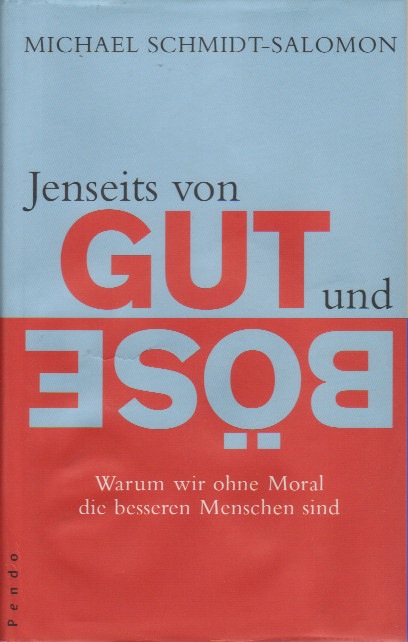 MICHAEL SCHMIDT-SALOMON
Jenseits von
GUT
und
BÖSE
Warum wir ohne Moral
die besseren Menschen sind
Pendo